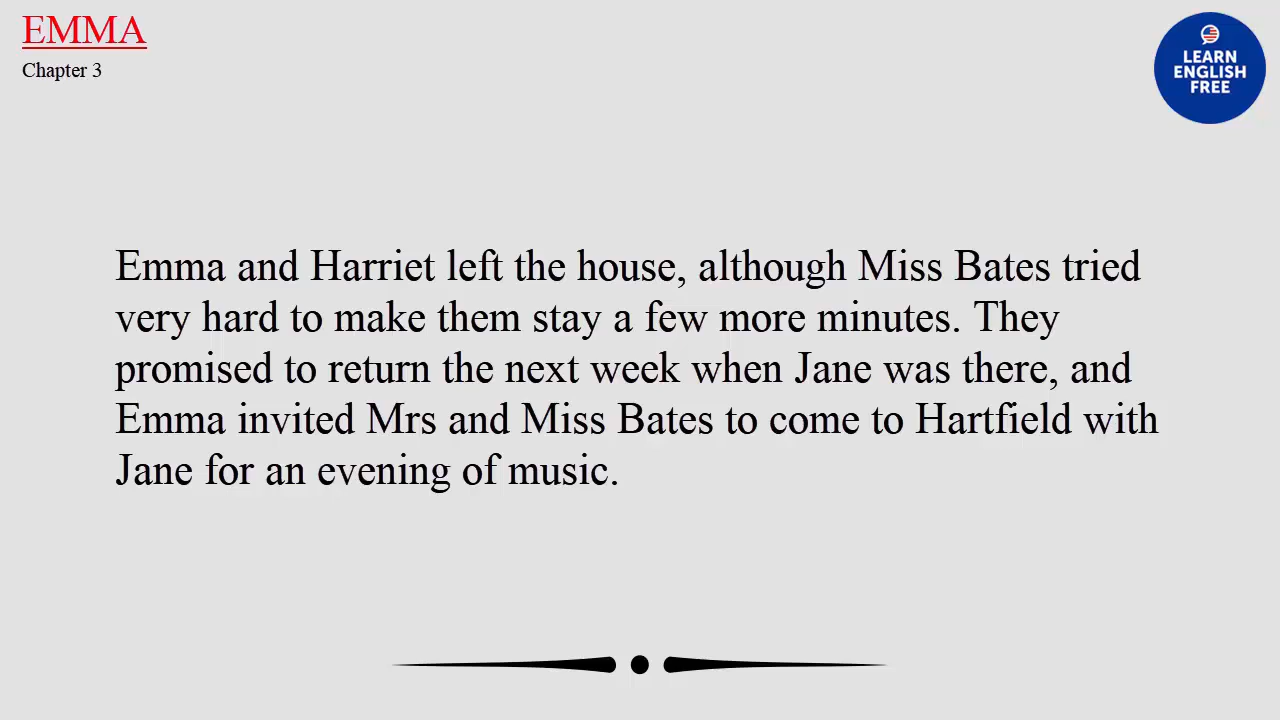 EMMA
Chapter 3
LEARN
ENGLISH
FREE
Emma and Harriet left the house, although Miss Bates tried
very hard to make them stay a few more minutes. They
promised to return the next week when Jane was there, and
Emma invited Mrs and Miss Bates to come to Hartfield with
Jane for an evening of music.